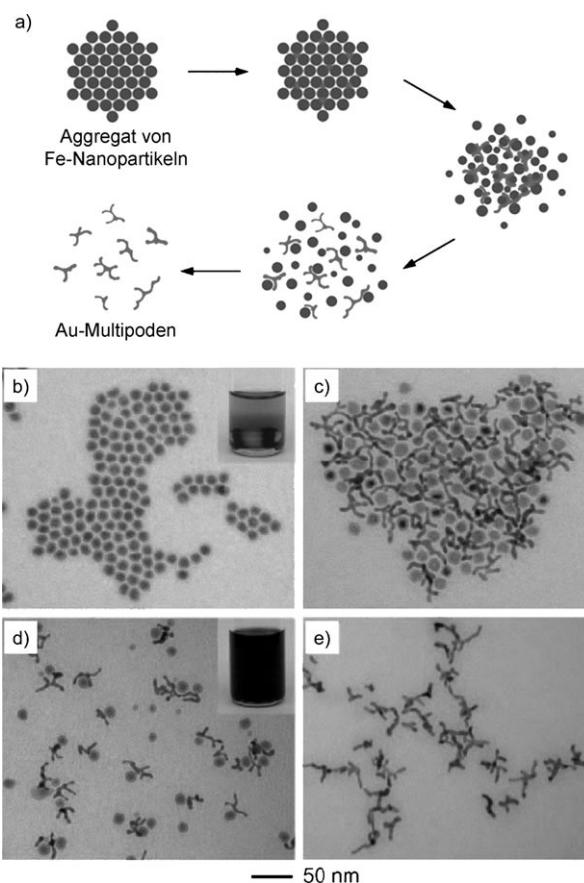 a)
Aggregat von
Fe-Nanopartikeln
Au-Multipoden
b)
c)
d)
e)
50 nm